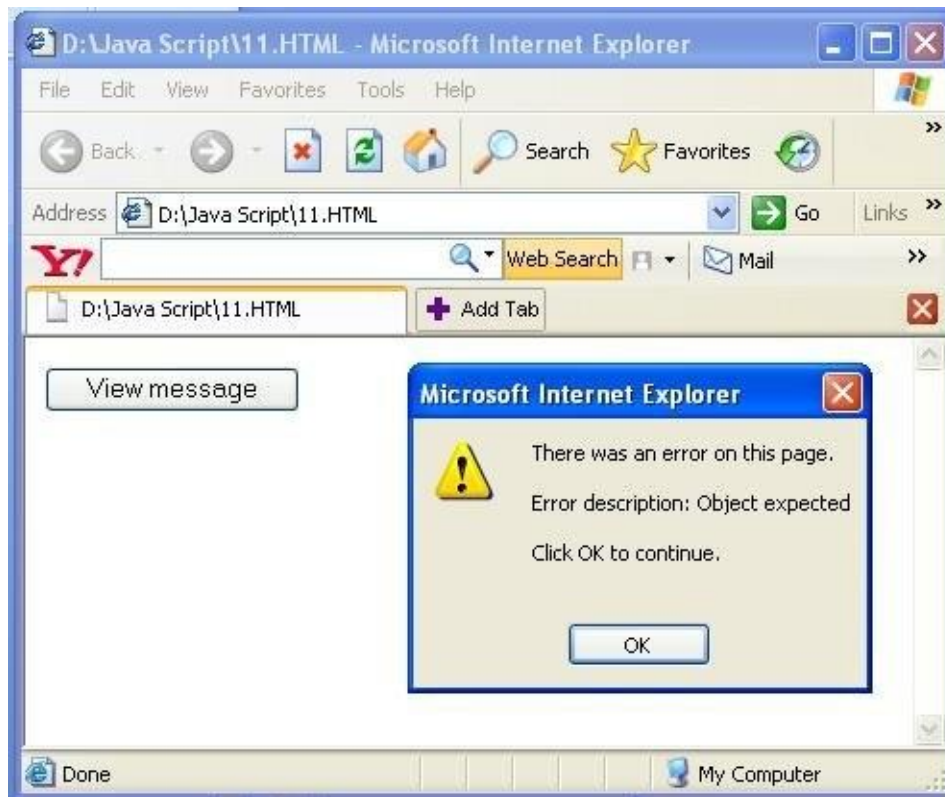 D:\Java Script\11.HTML - Microsoft Internet Explorer
File Edit View Favorites Tools Help
Back Search Favorites »
Address D:\Java Script\11.HTML Go Links »
Y! Web Search Mail »
D:\Java Script\11.HTML Add Tab
View message
Microsoft Internet Explorer
There was an error on this page.
Error description: Object expected
Click OK to continue.
OK
Done My Computer